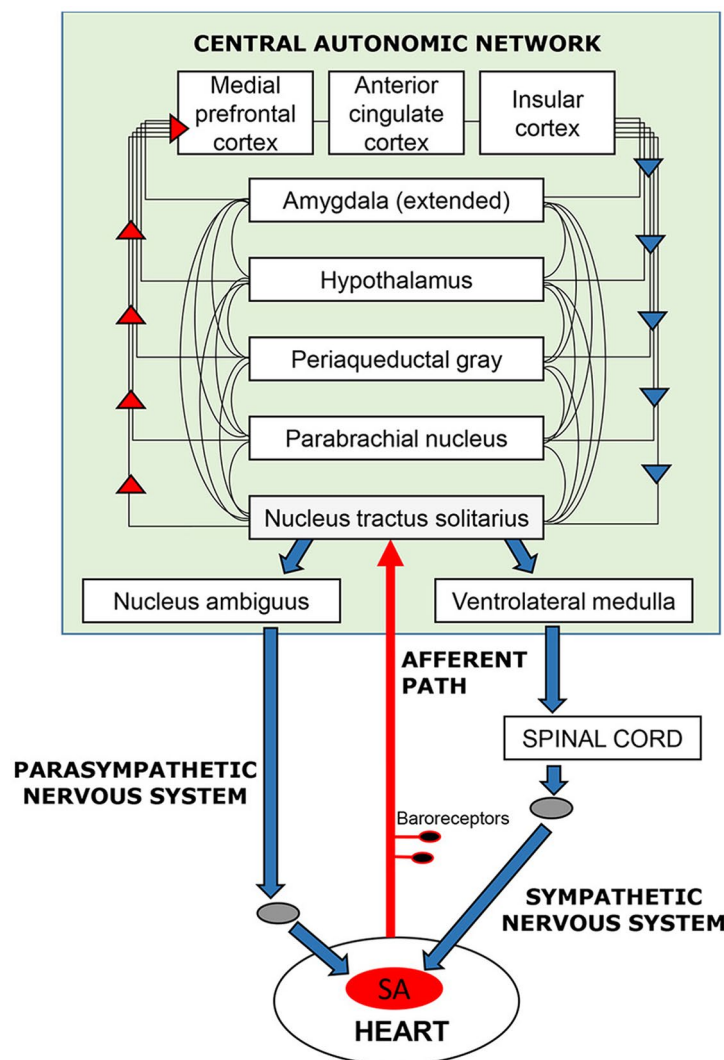 CENTRAL AUTONOMIC NETWORK
Medial
prefrontal
cortex
Anterior
cingulate
cortex
Insular
cortex
Amygdala (extended)
Hypothalamus
Periaqueductal gray
Parabrachial nucleus
Nucleus tractus solitarius
Nucleus ambiguus
Ventrolateral medulla
AFFERENT
PATH
SPINAL CORD
PARASYMPATHETIC
NERVOUS SYSTEM
Baroreceptors
SYMPATHETIC
NERVOUS SYSTEM
SA
HEART